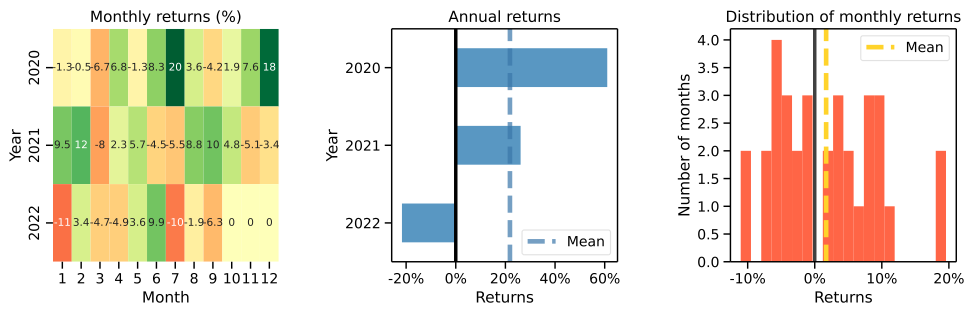 Monthly returns (%)
2020
-1.3 -0.5 -6.7 6.8 -1.3 8.3 20 3.6 -4.2 1.9 7.6 18
2021
9.5 12 -8 2.3 5.7 -4.5 -5.5 8.8 10 4.8 -5.1 -3.4
2022
-11 3.4 -4.7 -4.9 3.6 9.9 -10 -1.9 -6.3 0 0 0
Year
1 2 3 4 5 6 7 8 9 10 11 12
Month
Annual returns
2020
2021
2022
Year
Mean
-20% 0% 20% 40% 60%
Returns
Distribution of monthly returns
Mean
4.0
3.5
3.0
2.5
2.0
1.5
1.0
0.5
0.0
Number of months
-10% 0% 10% 20%
Returns